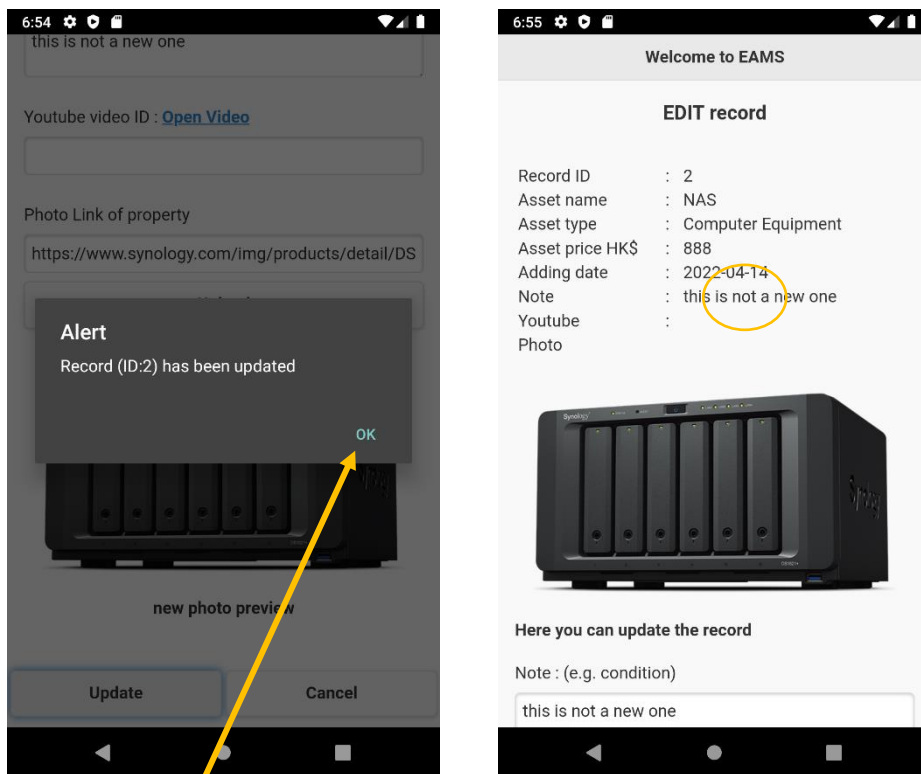 6:54
this is not a new one
Youtube video ID : Open Video
Photo Link of property
https://www.synology.com/img/products/detail/DS
Alert
Record (ID:2) has been updated
OK
new photo preview
Update
Cancel
6:55
Welcome to EAMS
EDIT record
Record ID : 2
Asset name : NAS
Asset type : Computer Equipment
Asset price HK$ : 888
Adding date : 2022-04-14
Note : this is not a new one
Youtube :
Photo
Synology
Synology
Here you can update the record
Note : (e.g. condition)
this is not a new one